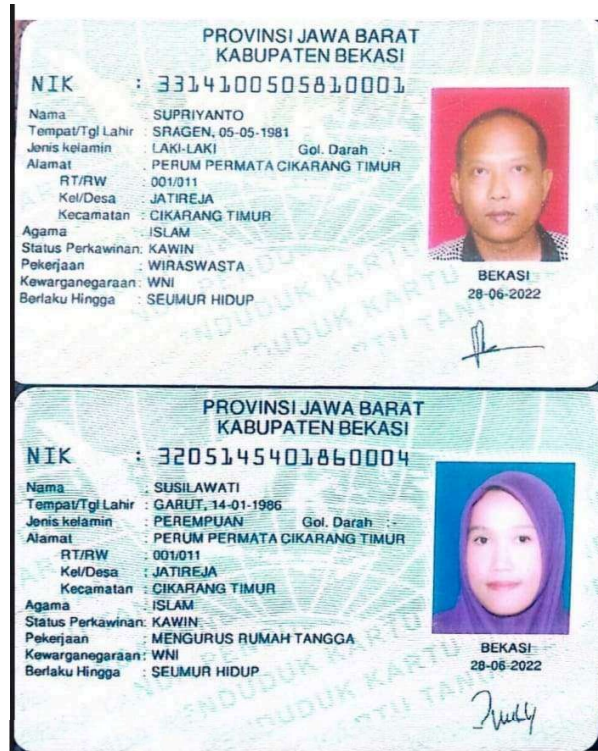 PROVINSI JAWA BARAT
KABUPATEN BEKASI
NIK : 3314100505810001
Nama : SUPRIYANTO
Tempat/Tgl Lahir : SRAGEN, 05-05-1981
Jenis kelamin : LAKI-LAKI Gol. Darah :-
Alamat : PERUM PERMATA CIKARANG TIMUR
RT/RW : 001/011
Kel/Desa : JATIREJA
Kecamatan : CIKARANG TIMUR
Agama : ISLAM
Status Perkawinan: KAWIN
Pekerjaan : WIRASWASTA
Kewarganegaraan: WNI
Berlaku Hingga : SEUMUR HIDUP
BEKASI
28-06-2022
PROVINSI JAWA BARAT
KABUPATEN BEKASI
NIK : 3205145401860004
Nama : SUSILAWATI
Tempat/Tgl Lahir : GARUT, 14-01-1986
Jenis kelamin : PEREMPUAN Gol. Darah :-
Alamat : PERUM PERMATA CIKARANG TIMUR
RT/RW : 001/011
Kel/Desa : JATIREJA
Kecamatan : CIKARANG TIMUR
Agama : ISLAM
Status Perkawinan: KAWIN
Pekerjaan : MENGURUS RUMAH TANGGA
Kewarganegaraan: WNI
Berlaku Hingga : SEUMUR HIDUP
BEKASI
28-06-2022